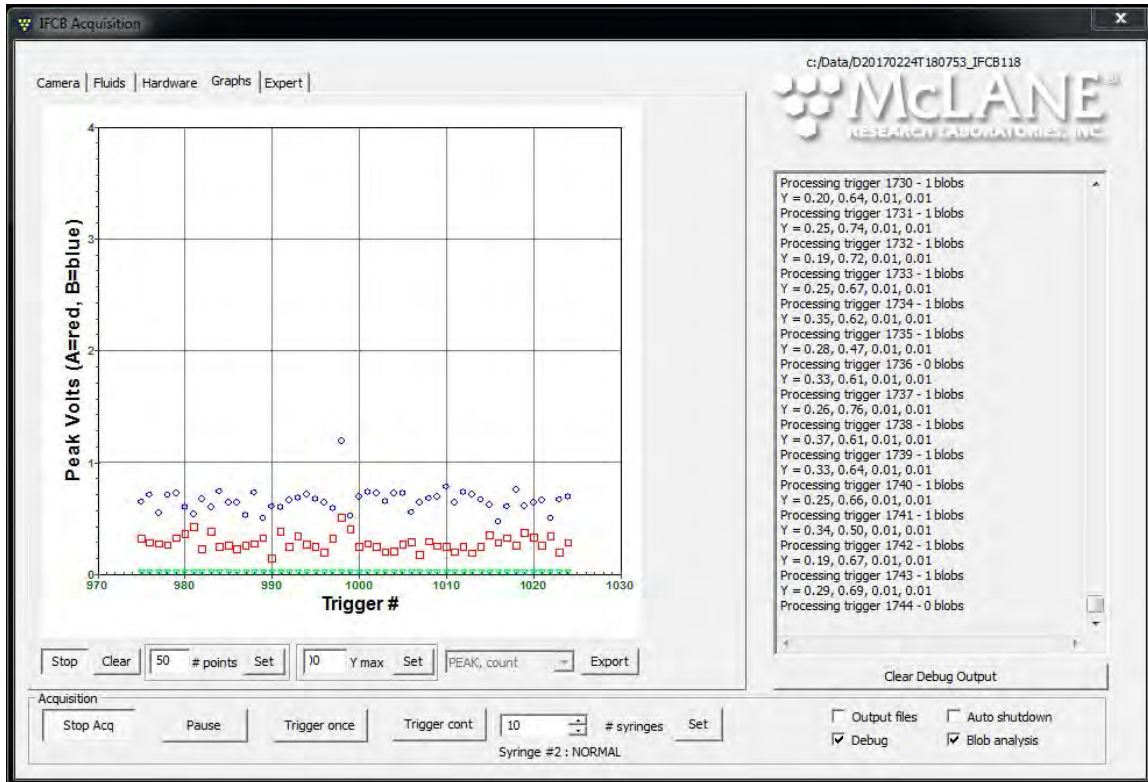 IFCB Acquisition
x
c:/Data/D20170224T180753_IFCB118
McLANE
RESEARCH LABORATORIES, INC.
Camera Fluids Hardware Graphs Expert
Peak Volts (A=red, B=blue)
4
3
2
1
0
970 980 990 1000 1010 1020 1030
Trigger #
Processing trigger 1730 - 1 blobs
Y = 0.20, 0.64, 0.01, 0.01
Processing trigger 1731 - 1 blobs
Y = 0.25, 0.74, 0.01, 0.01
Processing trigger 1732 - 1 blobs
Y = 0.19, 0.72, 0.01, 0.01
Processing trigger 1733 - 1 blobs
Y = 0.25, 0.67, 0.01, 0.01
Processing trigger 1734 - 1 blobs
Y = 0.35, 0.62, 0.01, 0.01
Processing trigger 1735 - 1 blobs
Y = 0.28, 0.47, 0.01, 0.01
Processing trigger 1736 - 0 blobs
Y = 0.33, 0.61, 0.01, 0.01
Processing trigger 1737 - 1 blobs
Y = 0.26, 0.76, 0.01, 0.01
Processing trigger 1738 - 1 blobs
Y = 0.37, 0.61, 0.01, 0.01
Processing trigger 1739 - 1 blobs
Y = 0.33, 0.64, 0.01, 0.01
Processing trigger 1740 - 1 blobs
Y = 0.25, 0.66, 0.01, 0.01
Processing trigger 1741 - 1 blobs
Y = 0.34, 0.50, 0.01, 0.01
Processing trigger 1742 - 1 blobs
Y = 0.19, 0.67, 0.01, 0.01
Processing trigger 1743 - 1 blobs
Y = 0.29, 0.69, 0.01, 0.01
Processing trigger 1744 - 0 blobs
Stop Clear 50 # points Set Y max Set PEAK, count Export
Clear Debug Output
Acquisition
Stop Acq Pause Trigger once Trigger cont 10 # syringes Set
Syringe #2 : NORMAL
Output files Auto shutdown
Debug Blob analysis